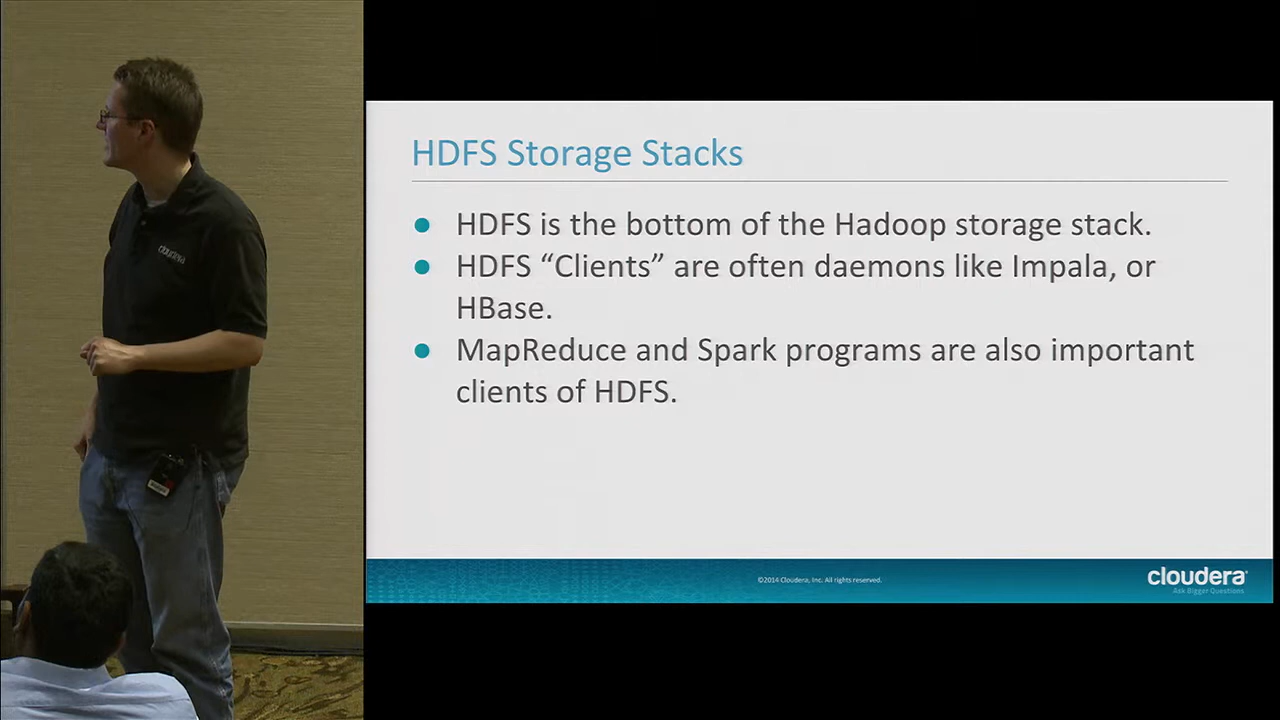 cloudera
HDFS Storage Stacks
● HDFS is the bottom of the Hadoop storage stack.
● HDFS “Clients” are often daemons like Impala, or
HBase.
● MapReduce and Spark programs are also important
clients of HDFS.
©2014 Cloudera, Inc. All rights reserved.
cloudera
Ask Bigger Questions